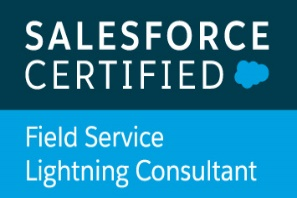 SALESFORCE
CERTIFIED
Field Service
Lightning Consultant